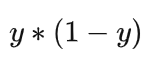 y ∗ (1 − y)